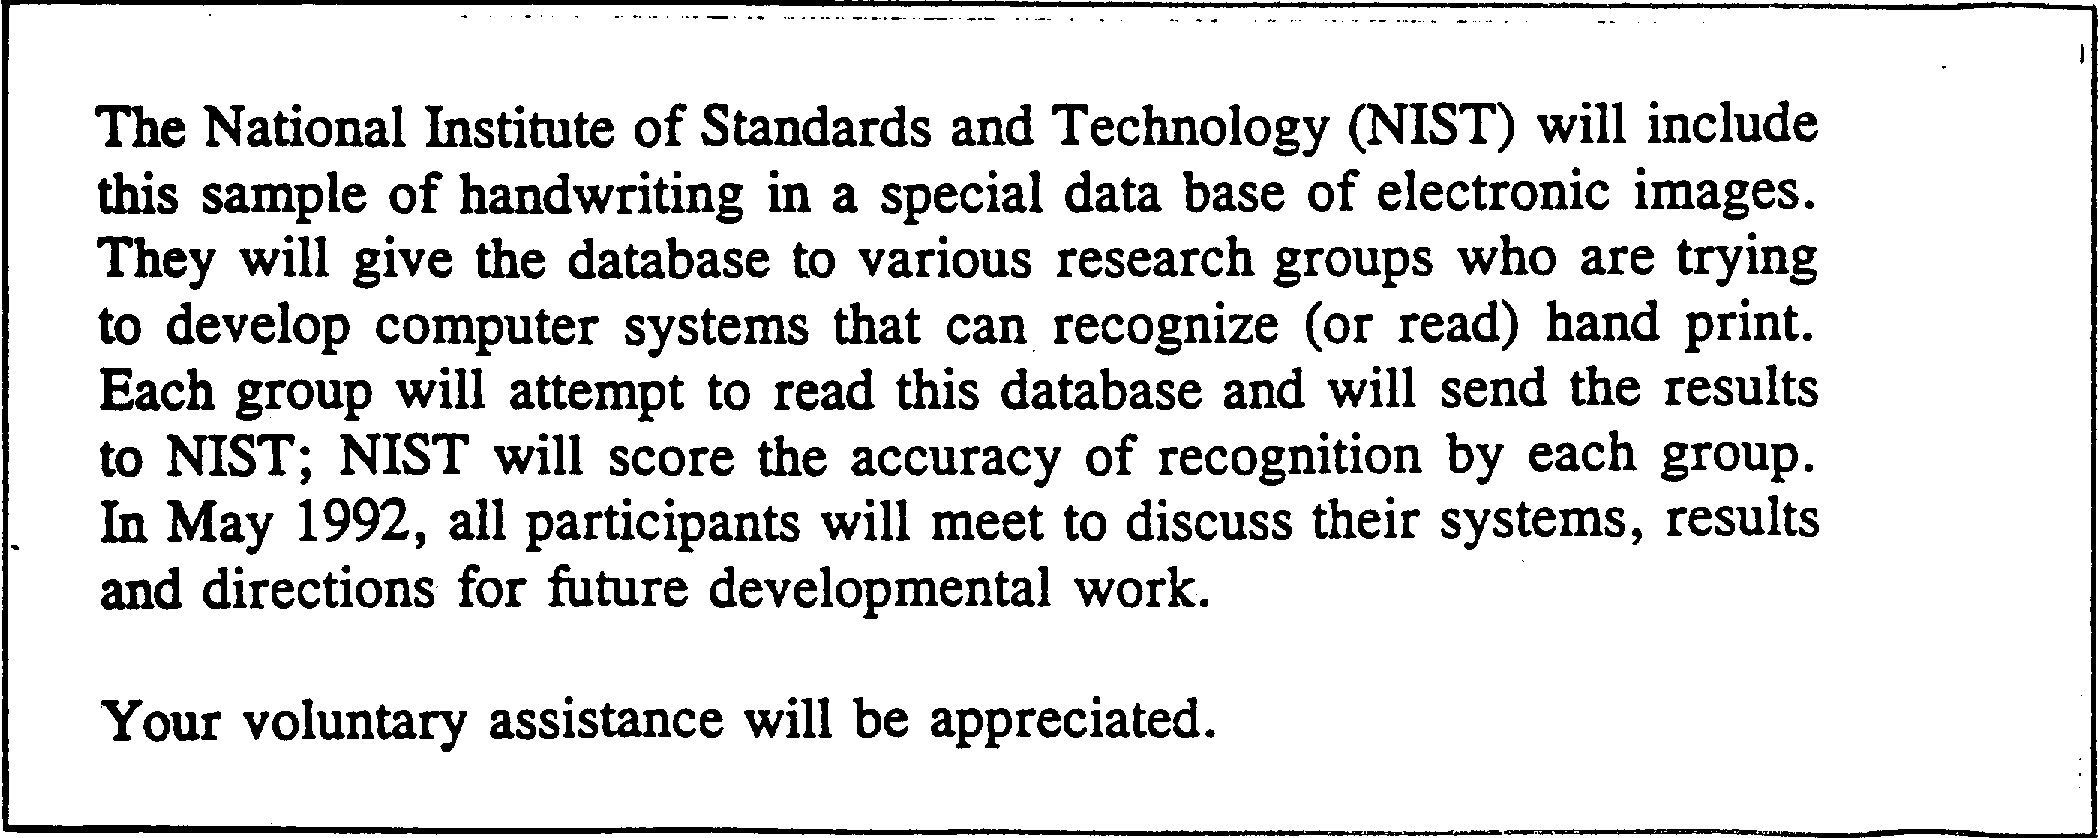 The National Institute of Standards and Technology (NIST) will include
this sample of handwriting in a special data base of electronic images.
They will give the database to various research groups who are trying
to develop computer systems that can recognize (or read) hand print.
Each group will attempt to read this database and will send the results
to NIST; NIST will score the accuracy of recognition by each group.
In May 1992, all participants will meet to discuss their systems, results
and directions for future developmental work.
Your voluntary assistance will be appreciated.